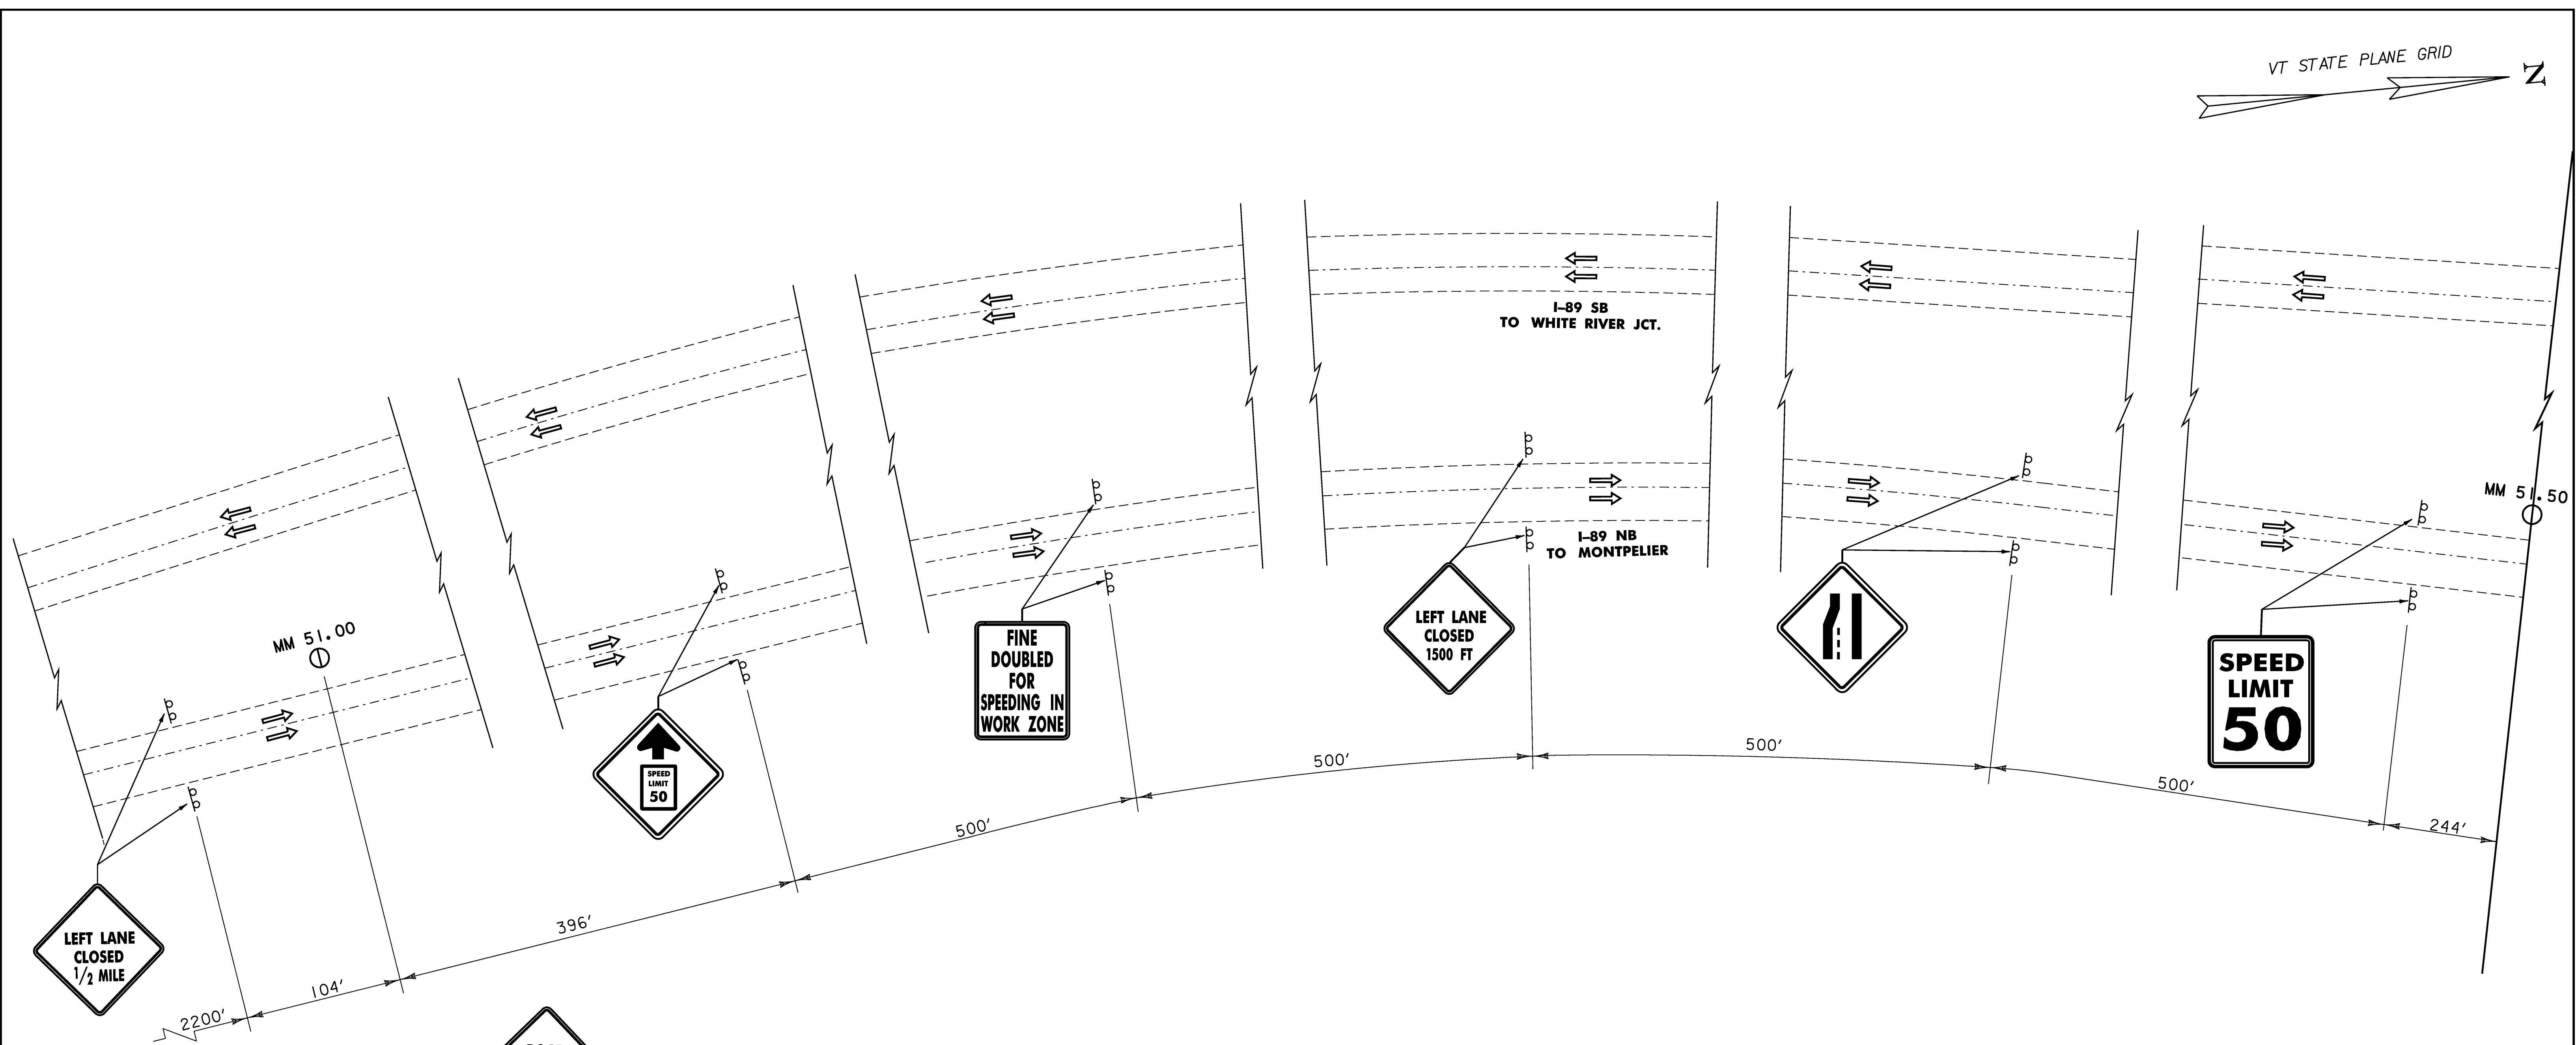 VT STATE PLANE GRID
N
I-89 SB
TO WHITE RIVER JCT.
I-89 NB
TO MONTPELIER
MM 51.00
MM 51.50
LEFT LANE
CLOSED
1/2 MILE
SPEED
LIMIT
50
FINE
DOUBLED
FOR
SPEEDING IN
WORK ZONE
LEFT LANE
CLOSED
1500 FT
SPEED
LIMIT
50
2200'
104'
396'
500'
500'
500'
500'
244'